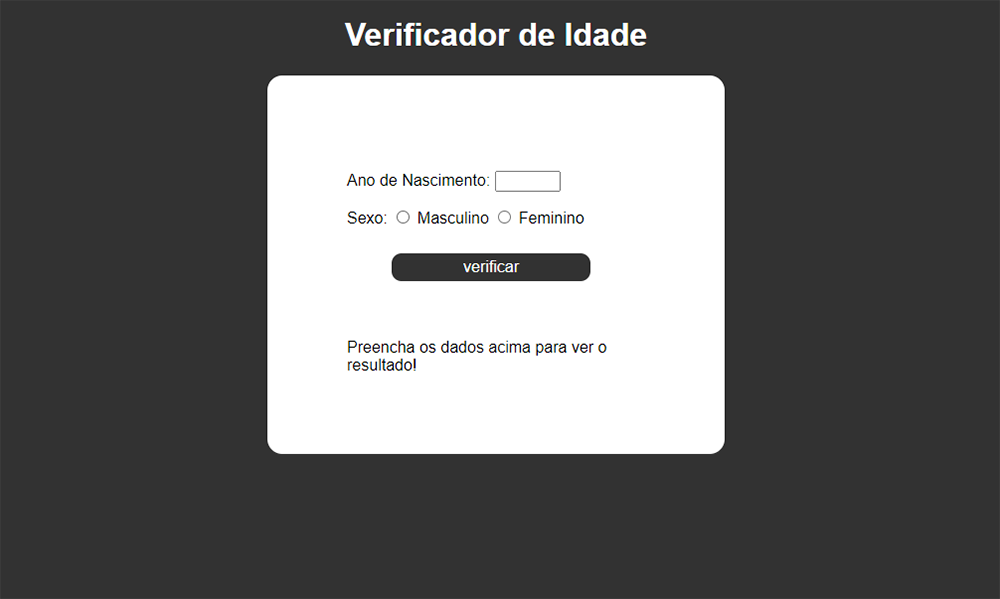 Verificador de Idade
Ano de Nascimento:
Sexo: Masculino Feminino
verificar
Preencha os dados acima para ver o
resultado!